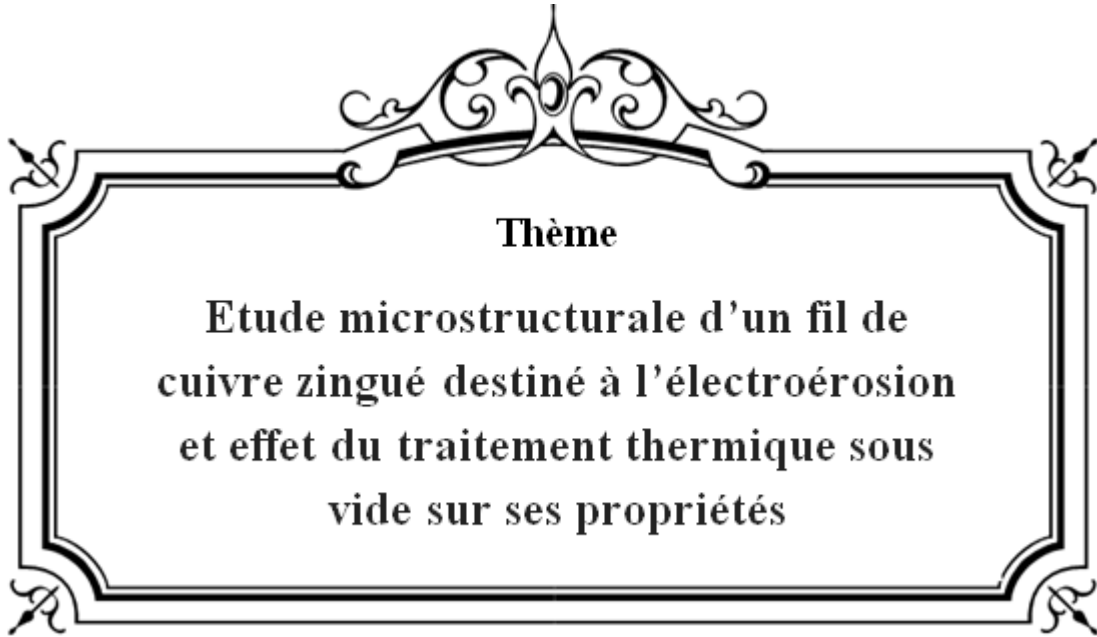 Thème
Etude microstructurale d’un fil de
cuivre zingué destiné à l’électroérosion
et effet du traitement thermique sous
vide sur ses propriétés